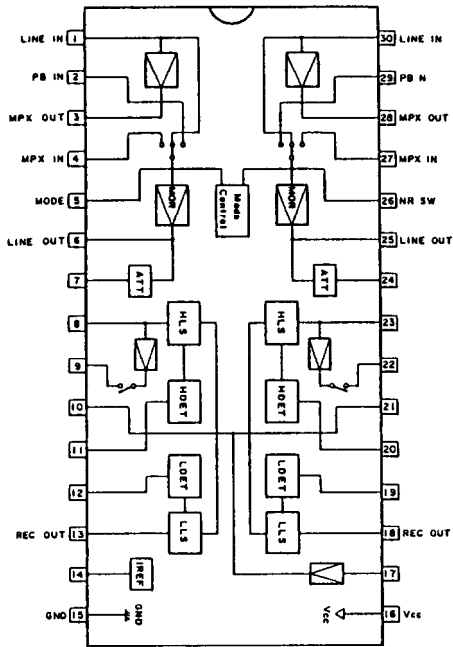 LINE IN 1
30 LINE IN
PB IN 2
29 PB N
MPX OUT 3
28 MPX OUT
MPX IN 4
27 MPX IN
MODE 5
MOR
Mode Control
MOR
26 NR SW
LINE OUT 6
25 LINE OUT
7
ATT
ATT
24
8
HLS
HLS
23
9
22
10
HDET
HDET
21
11
20
12
LDET
LDET
19
REC OUT 13
LLS
LLS
18 REC OUT
14
IREF
17
GND 15
GND
Vcc
16 Vcc